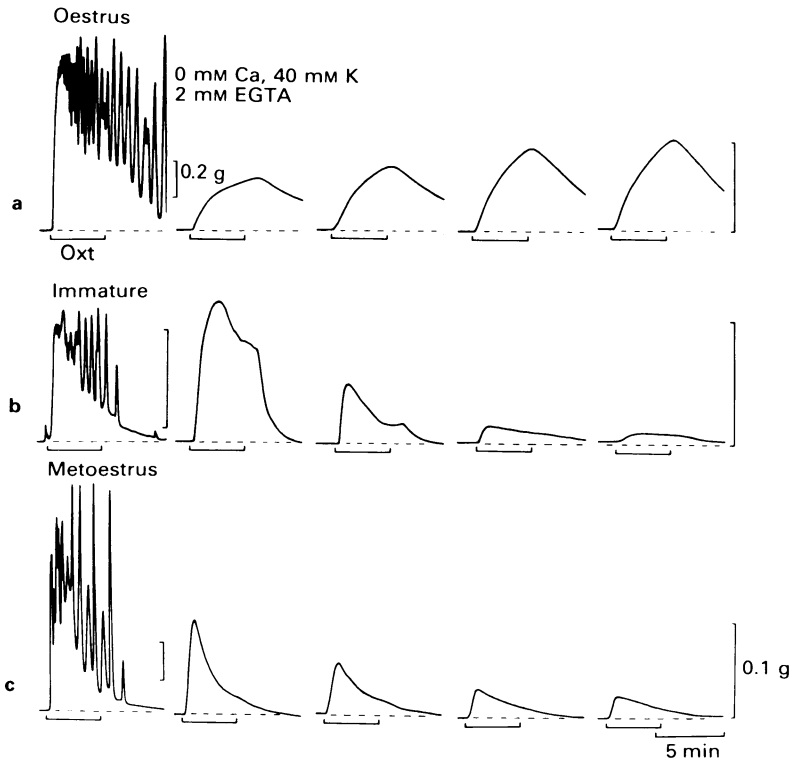 Oestrus
0 mM Ca, 40 mM K
2 mM EGTA
0.2 g
a
Oxt
Immature
b
Metoestrus
c
0.1 g
5 min